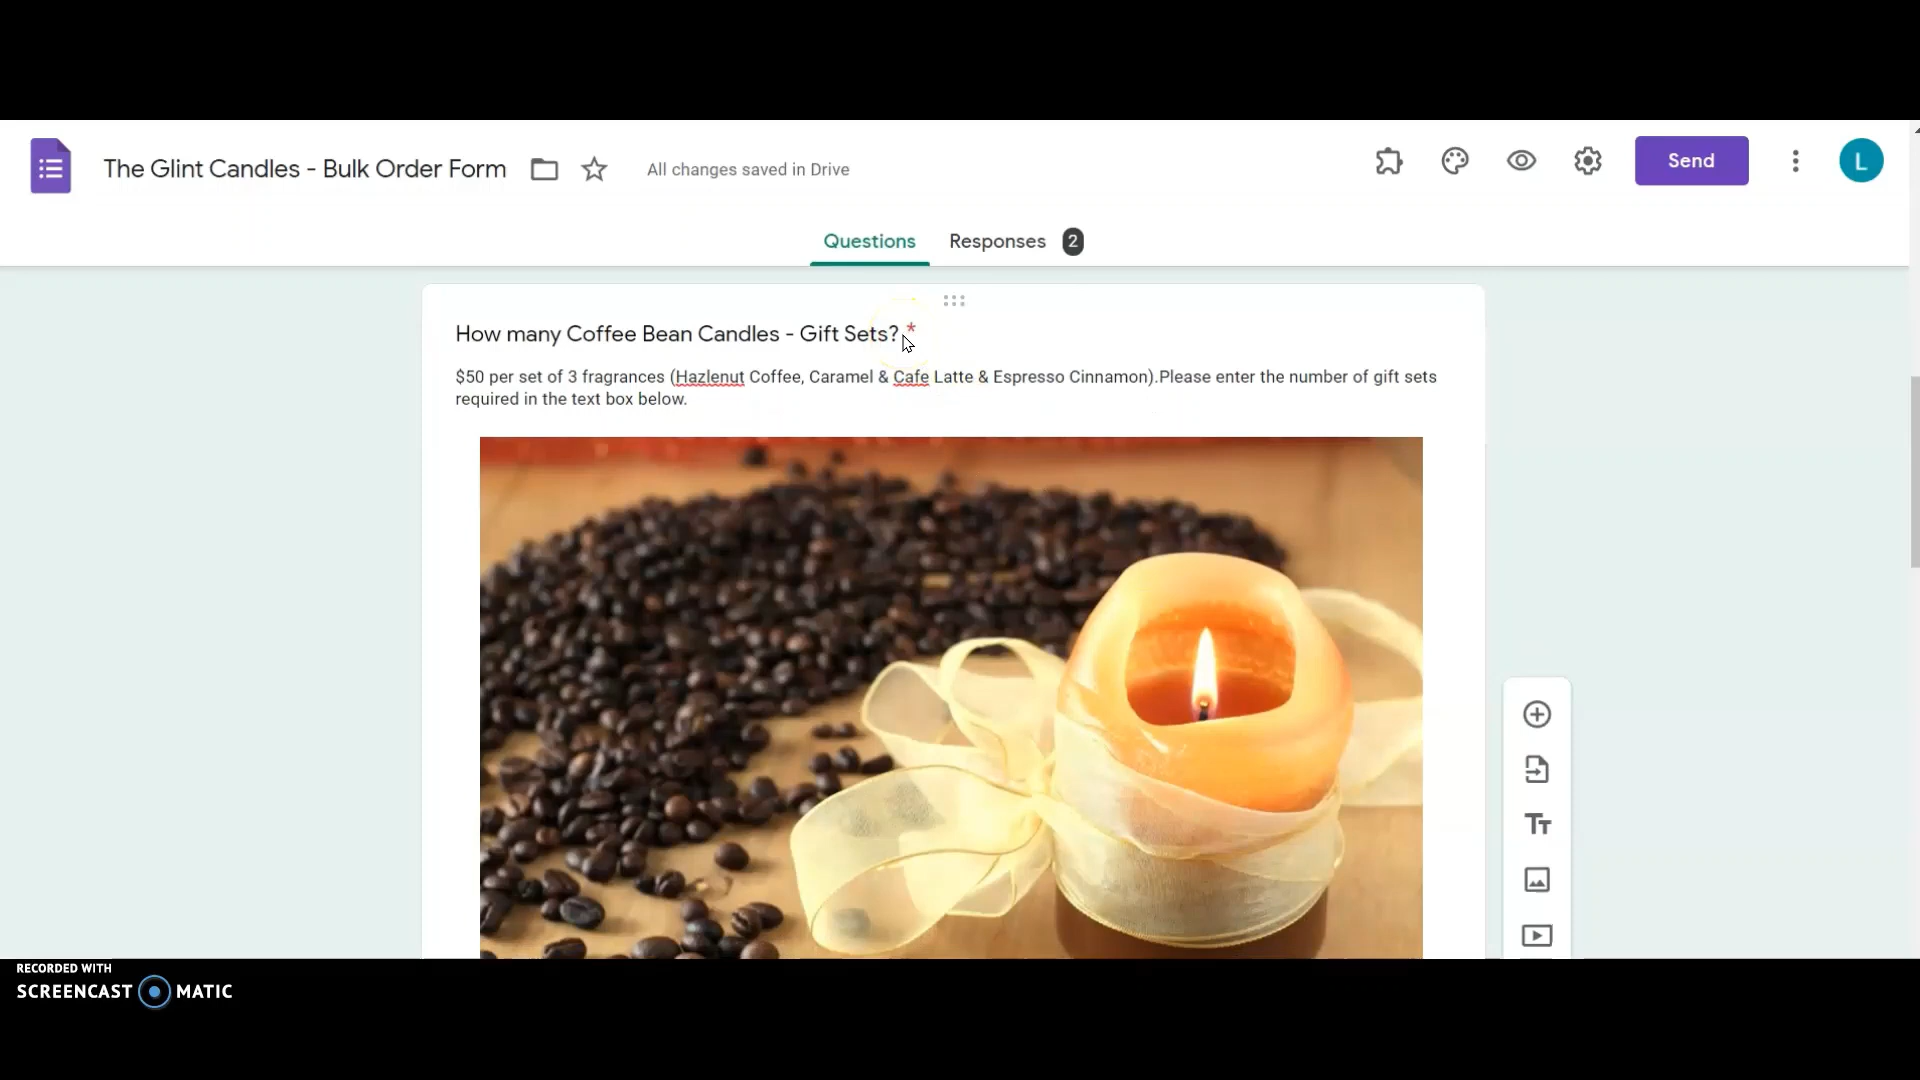 The Glint Candles - Bulk Order Form
All changes saved in Drive
Send
L
Questions
Responses 2
How many Coffee Bean Candles - Gift Sets? *
$50 per set of 3 fragrances (Hazlenut Coffee, Caramel & Cafe Latte & Espresso Cinnamon).Please enter the number of gift sets
required in the text box below.
Tт
RECORDED WITH
SCREENCAST MATIC